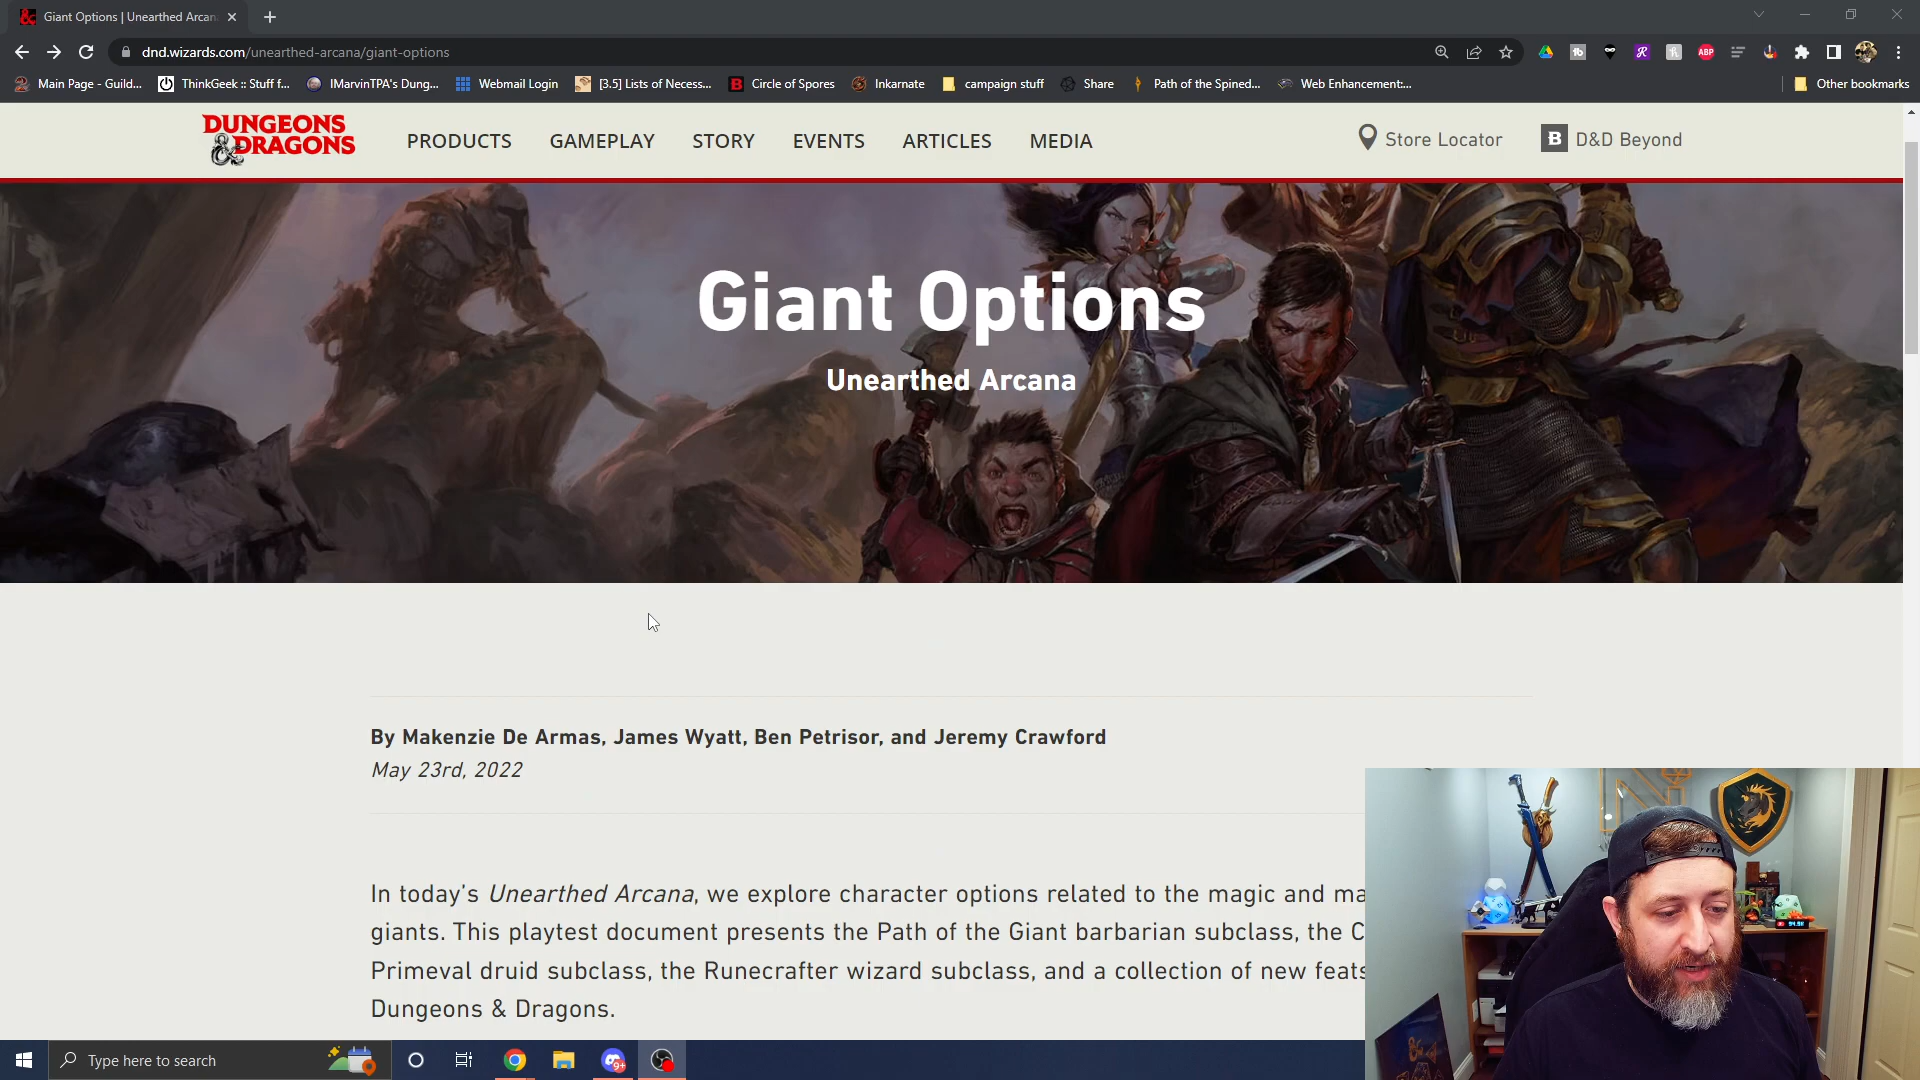 Giant Options | Unearthed Arcan
dnd.wizards.com/unearthed-arcana/giant-options
ABP
Main Page - Guild...
ThinkGeek :: Stuff f...
IMarvinTPA's Dung...
Webmail Login
[3.5] Lists of Necess...
Circle of Spores
Inkarnate
campaign stuff
Share
Path of the Spined...
Web Enhancement:...
Other bookmarks
DUNGEONS
& DRAGONS
PRODUCTS
GAMEPLAY
STORY
EVENTS
ARTICLES
MEDIA
Store Locator
B D&D Beyond
Giant Options
Unearthed Arcana
By Makenzie De Armas, James Wyatt, Ben Petrisor, and Jeremy Crawford
May 23rd, 2022
In today's Unearthed Arcana, we explore character options related to the magic and ma
giants. This playtest document presents the Path of the Giant barbarian subclass, the C
Primeval druid subclass, the Runecrafter wizard subclass, and a collection of new feats
Dungeons & Dragons.
Type here to search
9+